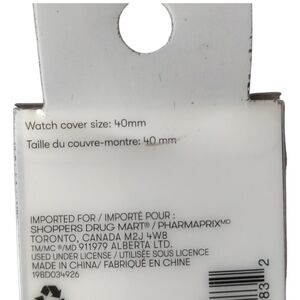 Watch cover size: 40mm
Taille du couvre-montre: 40 mm
IMPORTED FOR / IMPORTÉ POUR :
SHOPPERS DRUG MART® / PHARMAPRIXMD
TORONTO, CANADA M2J 4W8
TM/MC ®/MD 911979 ALBERTA LTD.
USED UNDER LICENSE / UTILISÉE SOUS LICENCE
MADE IN CHINA/ FABRIQUÉ EN CHINE
19BD034926